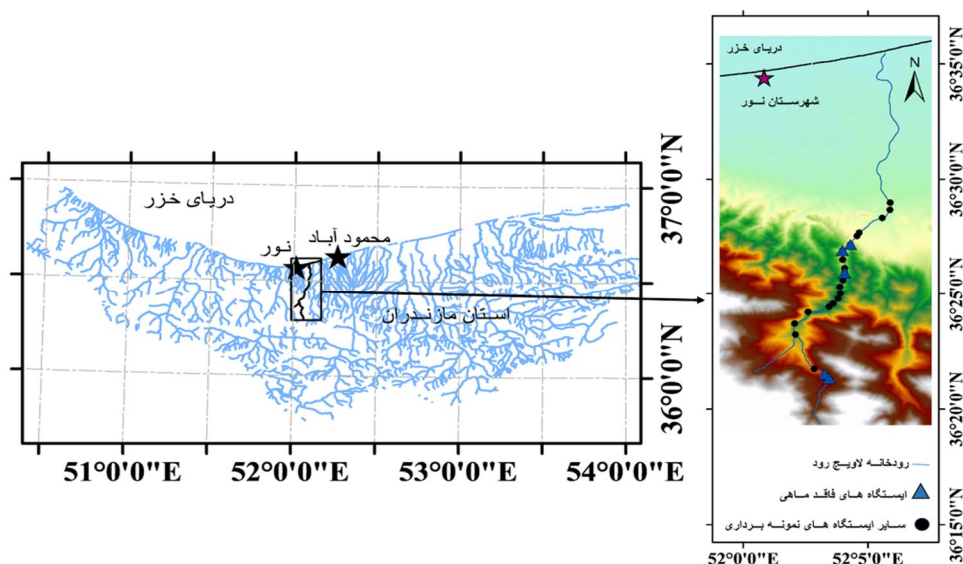 دریای خزر
محمود آباد
نور
استان مازندران
37°0'0"N
36°0'0"N
51°0'0"E
52°0'0"E
53°0'0"E
54°0'0"E
دریای خزر
N
شهرستان نور
36°35'0"N
36°30'0"N
36°25'0"N
36°20'0"N
36°15'0"N
رودخانه لاویج رود
ایستگاه های فاقد ماهی
سایر ایستگاه های نمونه برداری
52°0'0"E
52°5'0"E